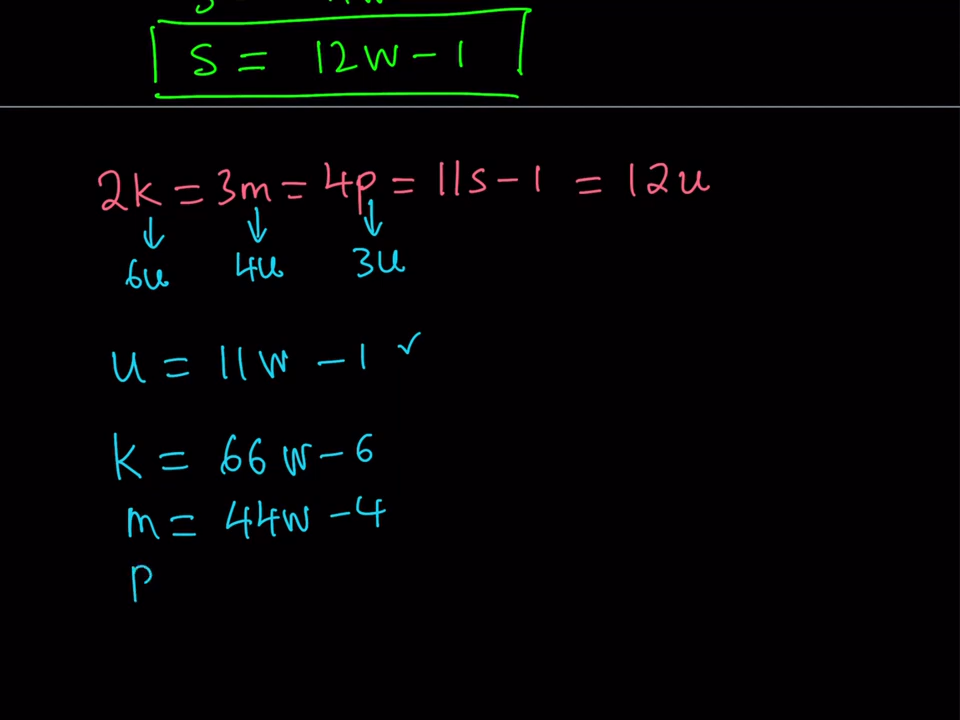 S = 12w - 1
2k = 3m = 4p = 11s - 1 = 12u
↓ ↓ ↓
6u 4u 3u
u = 11w - 1 ✓
k = 66w - 6
m = 44w - 4
p